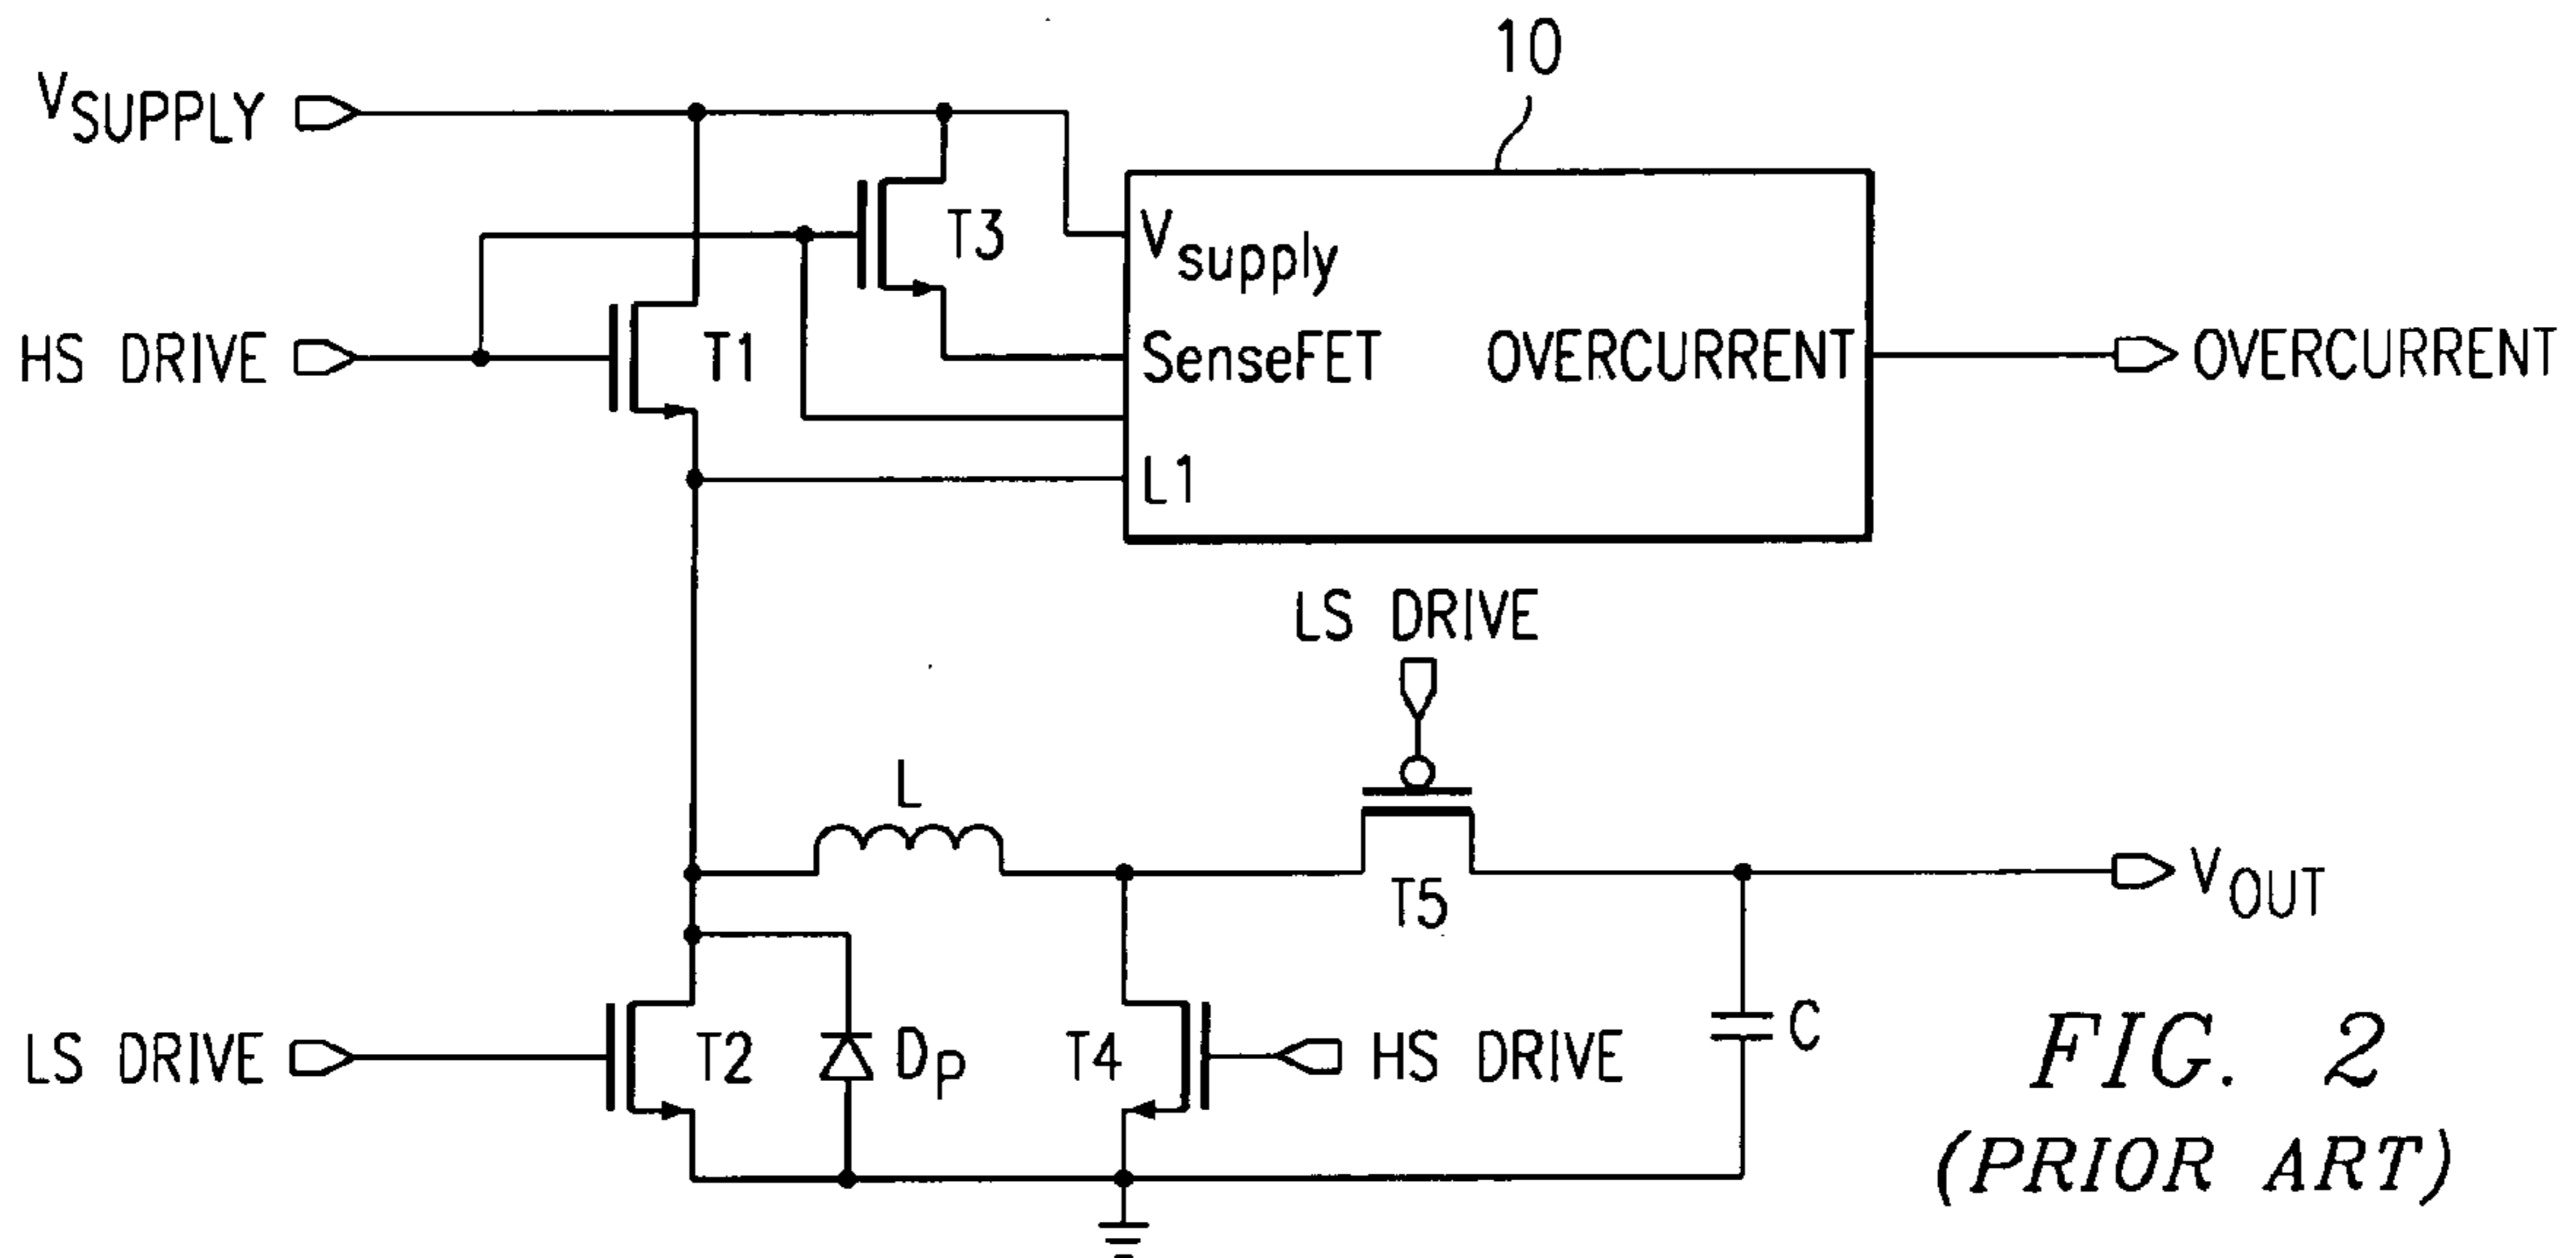 10
VSUPPLY
T3
Vsupply
HS DRIVE
T1
SenseFET
OVERCURRENT
OVERCURRENT
L1
LS DRIVE
L
T5
VOUT
LS DRIVE
T2
DP
T4
HS DRIVE
C
FIG. 2
(PRIOR ART)